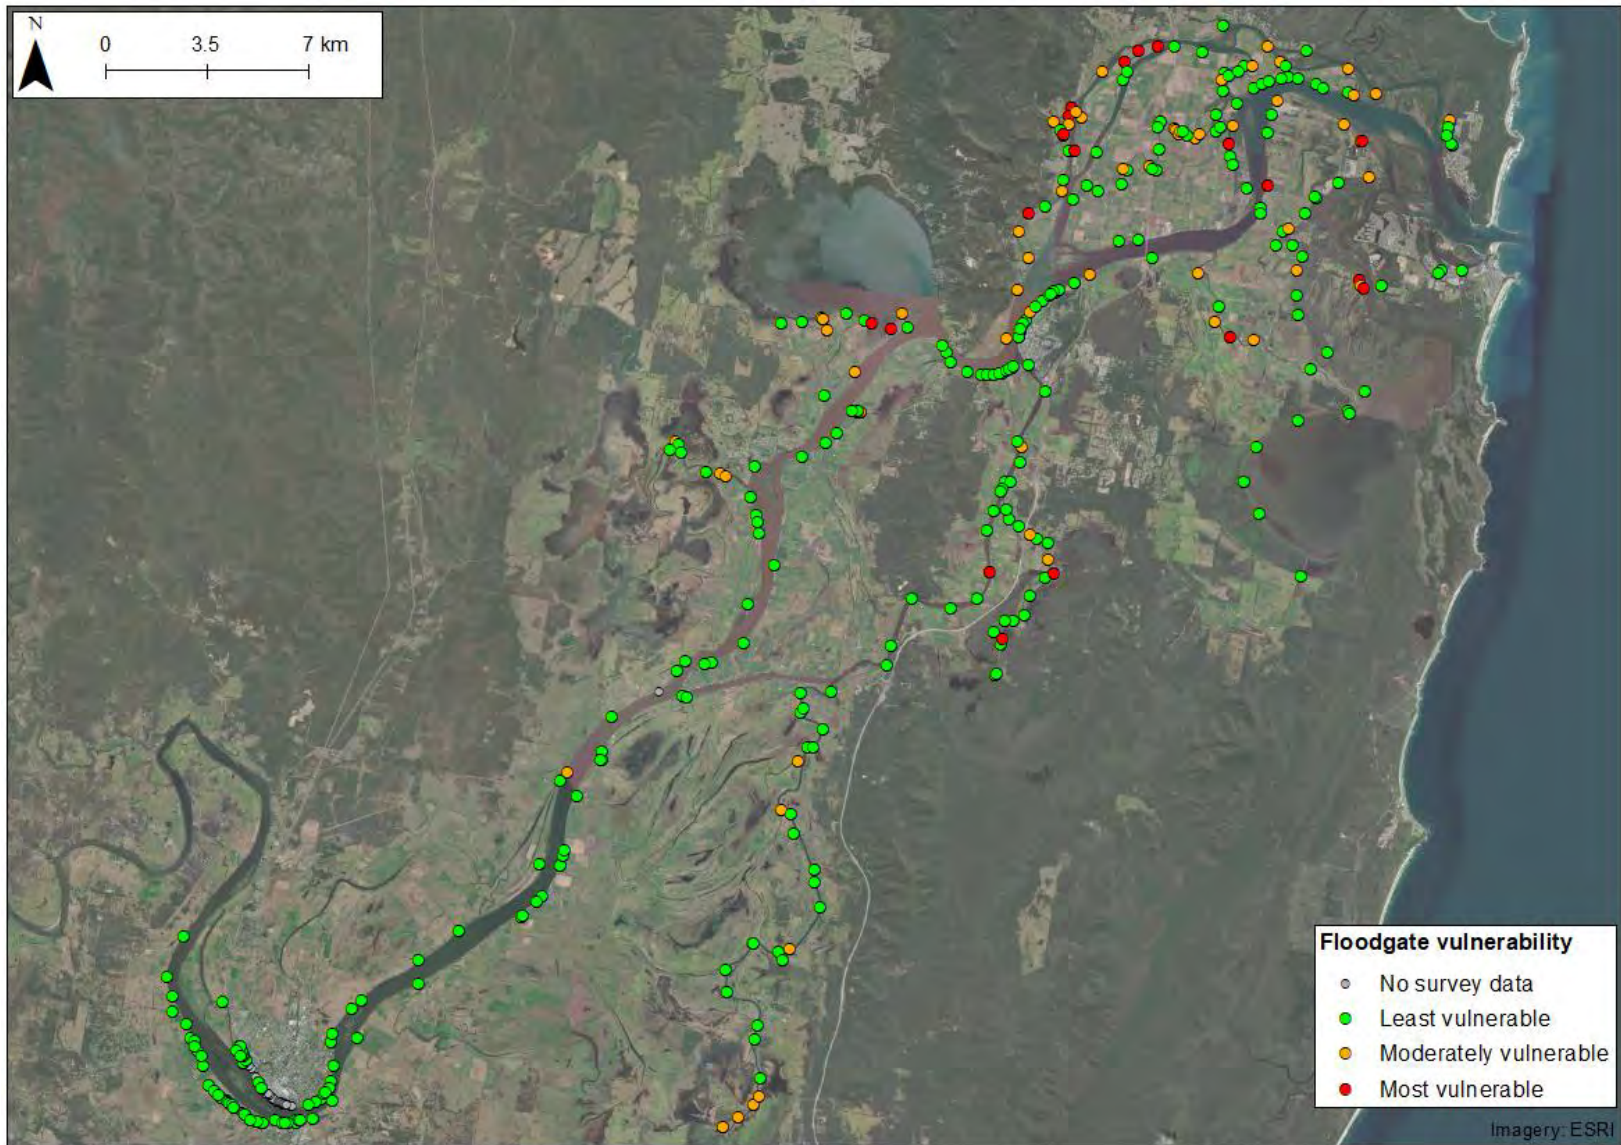 N
0 3.5 7 km
Floodgate vulnerability
No survey data
Least vulnerable
Moderately vulnerable
Most vulnerable
Imagery: ESRI